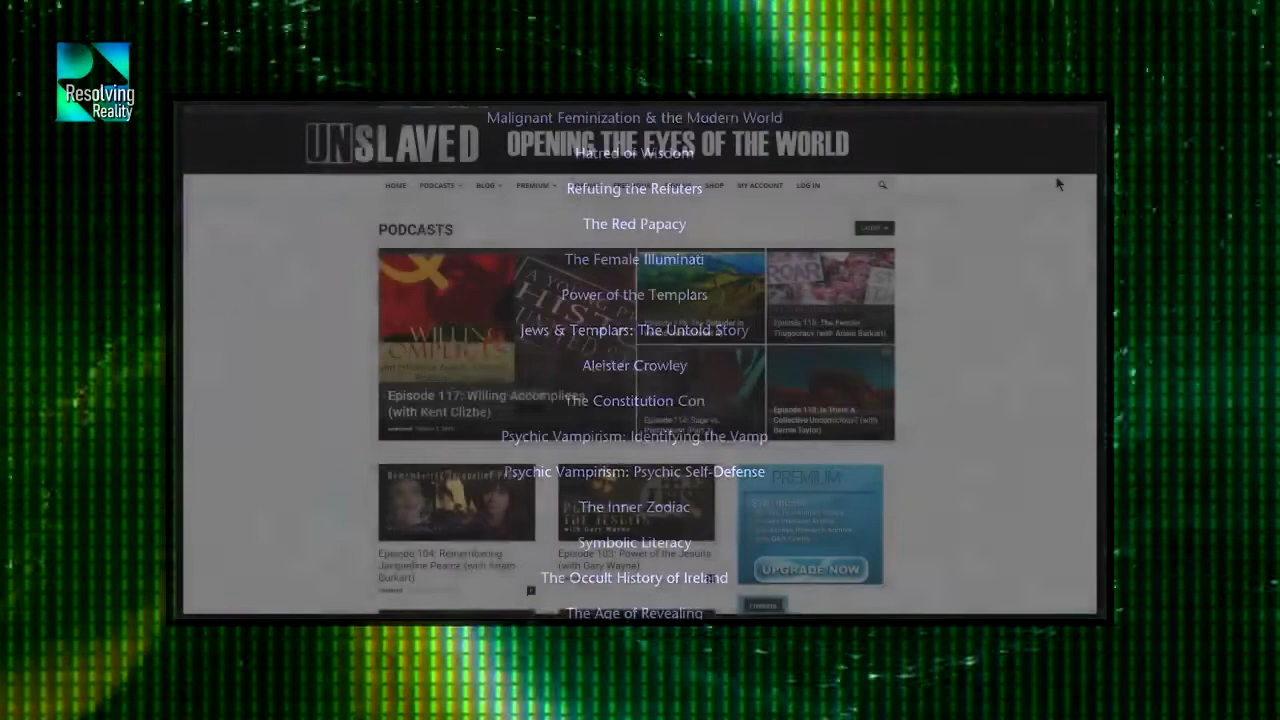 Resolving
Reality
Malignant Feminization & the Modern World
UNSLAVED OPENING THE EYES OF THE WORLD
Hatred of Wisdom
HOME PODCASTS BLOG PREMIUM SHOP MY ACCOUNT LOG IN
Refuting the Refuters
The Red Papacy
PODCASTS
The Female Illuminati
Power of the Templars
Jews & Templars: The Untold Story
Aleister Crowley
Episode 117: Willing Accomplices
(with Kent Clizbe)
The Constitution Con
Psychic Vampirism: Identifying the Vamp
Psychic Vampirism: Psychic Self-Defense
PREMIUM
The Inner Zodiac
with Gary Wayne
Symbolic Literacy
Episode 104: Remembering
Jacqueline Pearce (with
Episode 103: Power of the Jesuits
(with Gary Wayne)
UPGRADE NOW
The Occult History of Ireland
The Age of Revealing